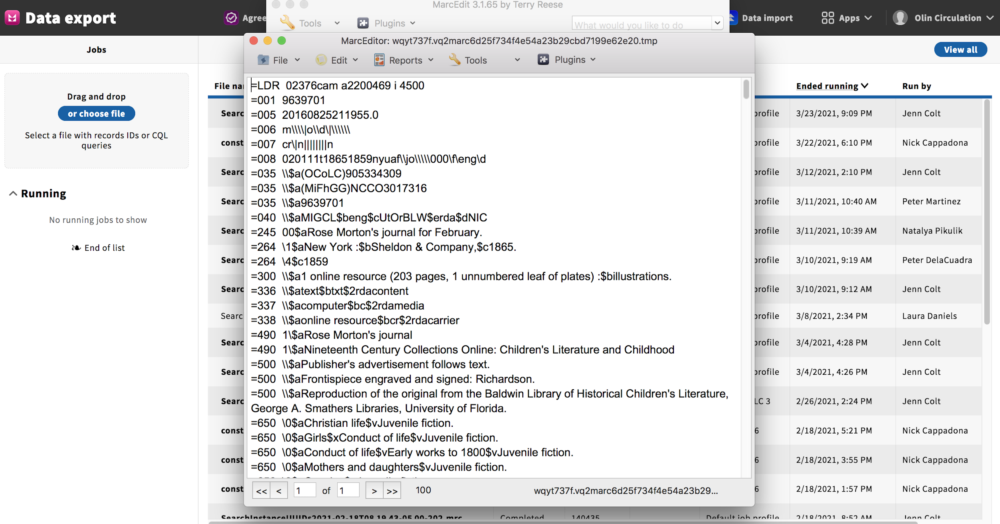 Data export
Agree
MarcEdit 3.1.65 by Terry Reese
Tools
Plugins
What would you like to do
Data import
Apps
Olin Circulation
Jobs
View all
Drag and drop
or choose file
Select a file with records IDs or CQL
queries
Running
No running jobs to show
End of list
MarcEditor: wqyt737f.vq2marc6d25f734f4e54a23b29cbd7199e62e20.tmp
File
Edit
Reports
Tools
Plugins
=LDR  02376cam a2200469 i 4500
=001  9639701
=005  20160825211955.0
=006  m\\\\|o\\d\|\\\\\\
=007  cr\|n||||||||n
=008  020111t18651859nyuaf\\jo\\\\\000\f\eng\d
=035  \\$a(OCoLC)905334309
=035  \\$a(MiFhGG)NCCO3017316
=035  \\$a9639701
=040  \\$aMIGCL$beng$cUtOrBLW$erda$dNIC
=245  00$aRose Morton's journal for February.
=264  \1$aNew York :$bSheldon & Company,$c1865.
=264  \4$c1859
=300  \\$a1 online resource (203 pages, 1 unnumbered leaf of plates) :$billustrations.
=336  \\$atext$btxt$2rdacontent
=337  \\$acomputer$bc$2rdamedia
=338  \\$aonline resource$bcr$2rdacarrier
=490  1\$aRose Morton's journal
=490  1\$aNineteenth Century Collections Online: Children's Literature and Childhood
=500  \\$aPublisher's advertisement follows text.
=500  \\$aFrontispiece engraved and signed: Richardson.
=500  \\$aReproduction of the original from the Baldwin Library of Historical Children's Literature,
George A. Smathers Libraries, University of Florida.
=650  \0$aChristian life$vJuvenile fiction.
=650  \0$aGirls$xConduct of life$vJuvenile fiction.
=650  \0$aConduct of life$vEarly works to 1800$vJuvenile fiction.
=650  \0$aMothers and daughters$vJuvenile fiction.
<< < 1 of 1 > >> 100 wqyt737f.vq2marc6d25f734f4e54a23b29...
File na Ended running Run by
Searc profile 3/23/2021, 9:09 PM Jenn Colt
const profile 3/22/2021, 6:10 PM Nick Cappadona
Searc profile 3/12/2021, 2:10 PM Jenn Colt
Searc profile 3/11/2021, 10:40 AM Peter Martinez
Searc profile 3/11/2021, 10:39 AM Natalya Pikulik
Searc profile 3/10/2021, 9:19 AM Peter DelaCuadra
Searc profile 3/10/2021, 9:12 AM Jenn Colt
Searc profile 3/8/2021, 2:34 PM Laura Daniels
Searc profile 3/4/2021, 4:28 PM Jenn Colt
Searc profile 3/4/2021, 4:26 PM Jenn Colt
Searc LC 3 2/26/2021, 2:24 PM Jenn Colt
const 6 2/18/2021, 5:21 PM Nick Cappadona
const 6 2/18/2021, 3:55 PM Nick Cappadona
const 6 2/18/2021, 1:57 PM Nick Cappadona
SearchInstanceUUIDs2021-02-18T08_19_43-05_00-202.mrc Completed 140435 Default job profile 2/18/2021, 8:52 AM Jenn Colt